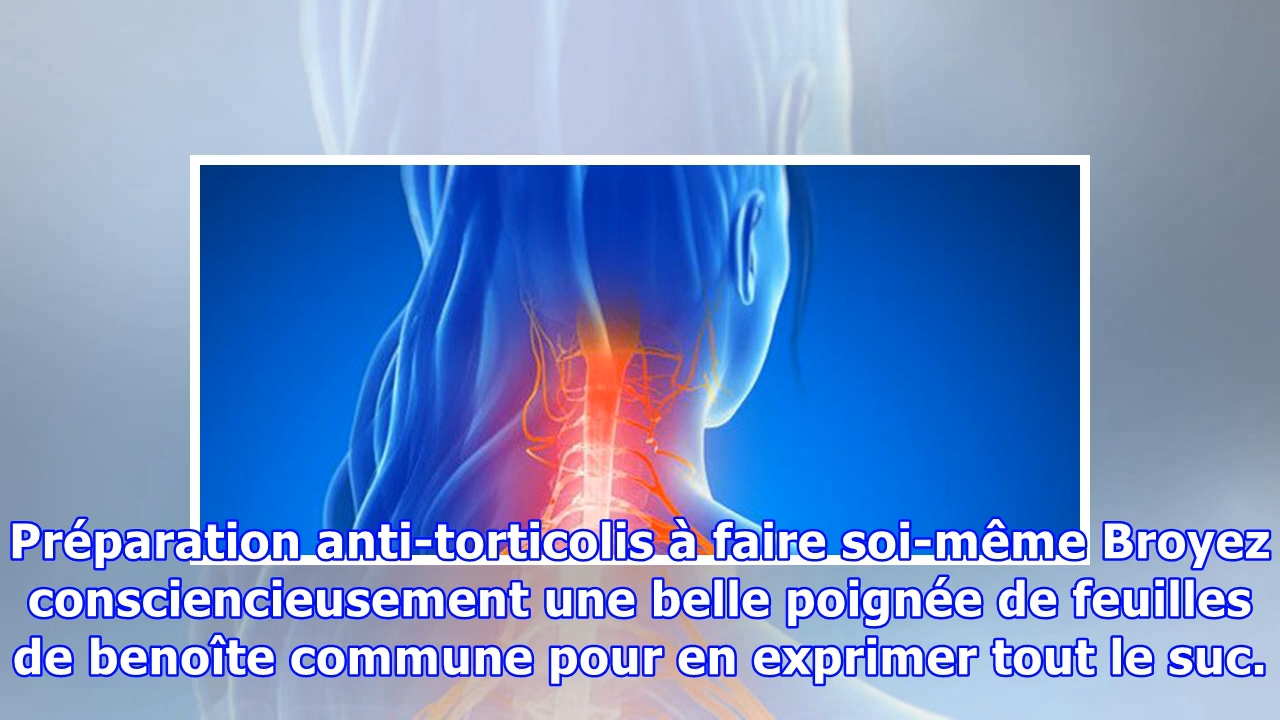 Préparation anti-torticolis à faire soi-même Broyez
consciencieusement une belle poignée de feuilles
de benoîte commune pour en exprimer tout le suc.